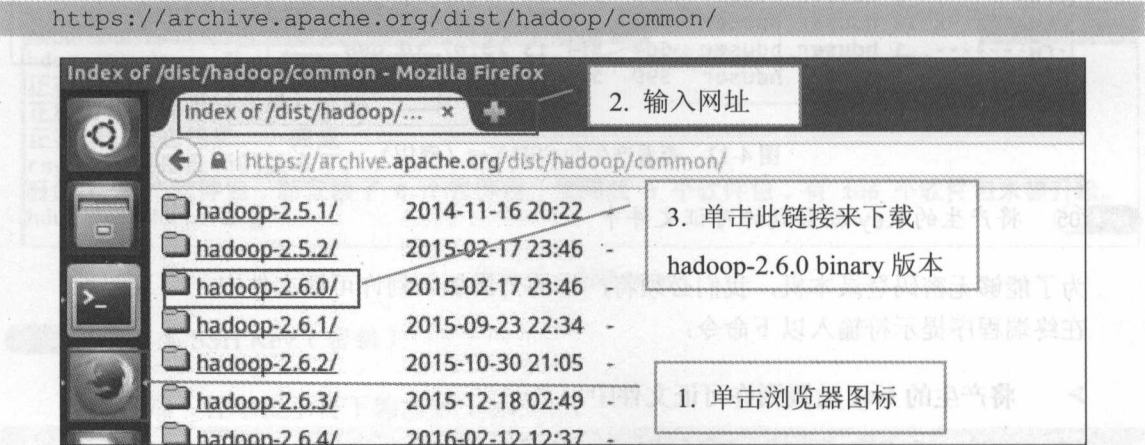 https://archive.apache.org/dist/hadoop/common/
Index of /dist/hadoop/common - Mozilla Firefox
Index of /dist/hadoop/... ×
2. 输入网址
https://archive.apache.org/dist/hadoop/common/
hadoop-2.5.1/ 2014-11-16 20:22
hadoop-2.5.2/ 2015-02-17 23:46 -
hadoop-2.6.0/ 2015-02-17 23:46
hadoop-2.6.1/ 2015-09-23 22:34 -
hadoop-2.6.2/ 2015-10-30 21:05 -
hadoop-2.6.3/ 2015-12-18 02:49 -
hadoop-2.6.4/ 2016-02-12 12:37 -
3. 单击此链接来下载
hadoop-2.6.0 binary 版本
1. 单击浏览器图标